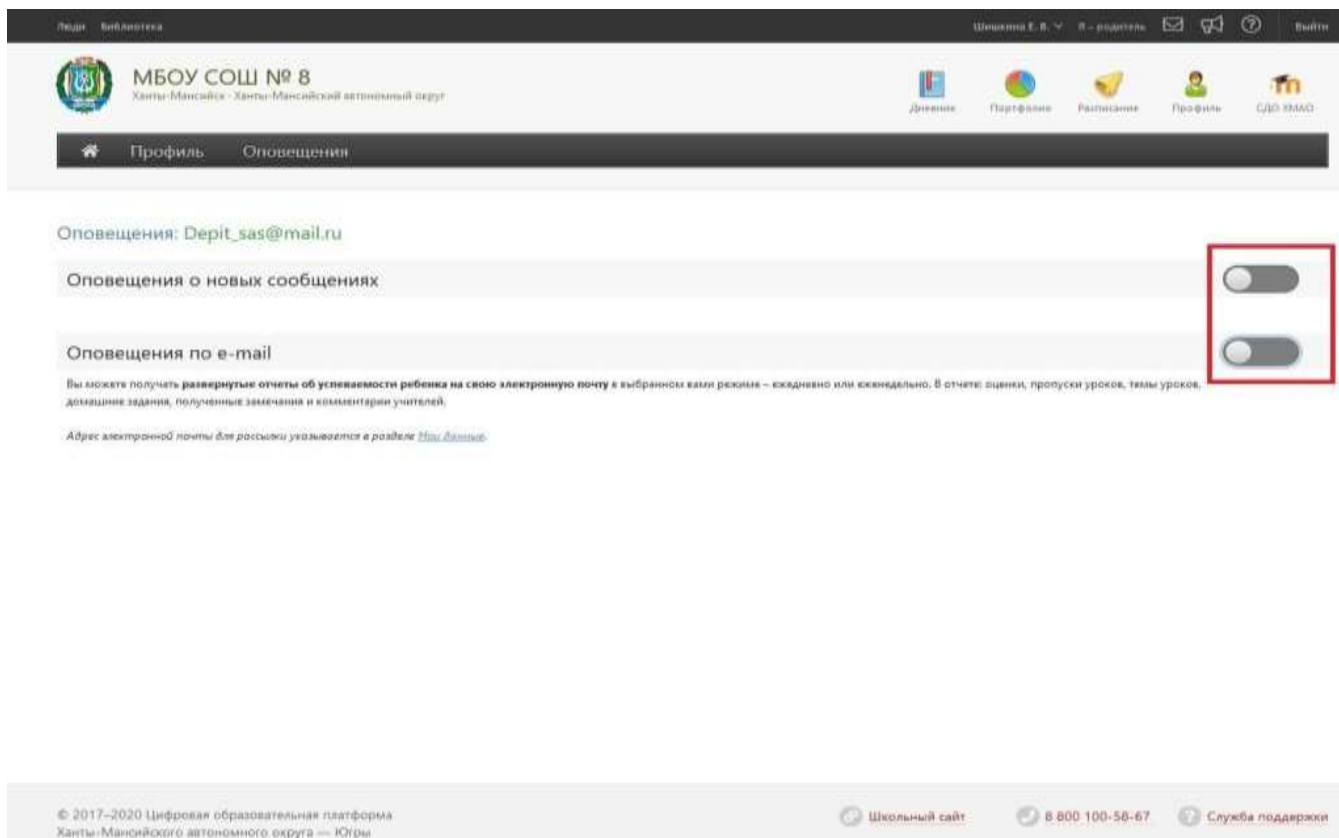 Люди Библиотека
Шишкина Е. В. Я – родитель Выйти
МБОУ СОШ № 8
Ханты-Мансийск - Ханты-Мансийский автономный округ
Дневник Портфолио Расписание Профиль СДО ХМАО
Профиль Оповещения
Оповещения: Depit_sas@mail.ru
Оповещения о новых сообщениях
Оповещения по e-mail
Вы можете получать развернутые отчеты об успеваемости ребенка на свою электронную почту в выбранном вами режиме – ежедневно или еженедельно. В отчете: оценки, пропуски уроков, темы уроков,
домашние задания, полученные замечания и комментарии учителей.
Адрес электронной почты для рассылки указывается в разделе Мои Данные.
© 2017–2020 Цифровая образовательная платформа
Ханты-Мансийского автономного округа — Югры
Школьный сайт 8 800 100-58-67 Служба поддержки